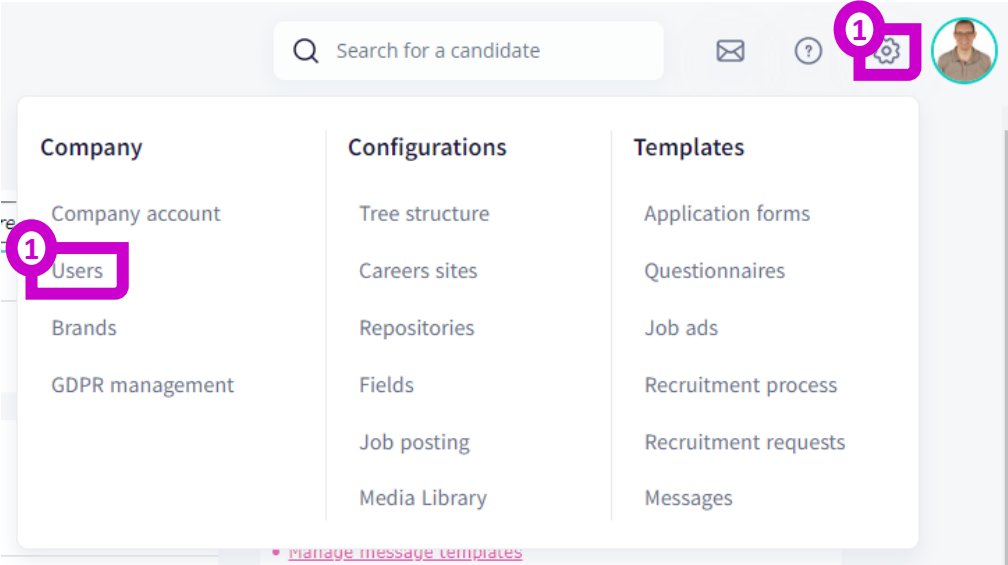 Search for a candidate
1
Company
Configurations
Templates
Company account
Tree structure
Application forms
re
1
Users
Careers sites
Questionnaires
Brands
Repositories
Job ads
GDPR management
Fields
Recruitment process
Job posting
Recruitment requests
Media Library
Messages
Manage message templates